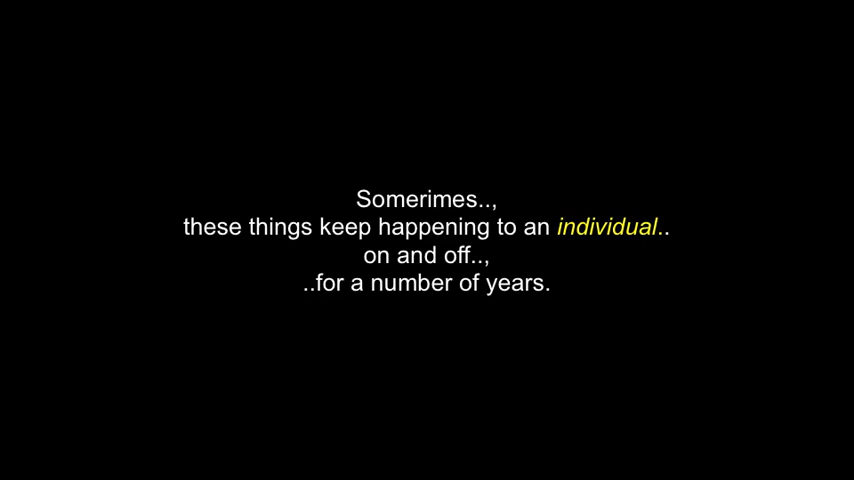 Somerimes..,
these things keep happening to an individual..
on and off..,
..for a number of years.